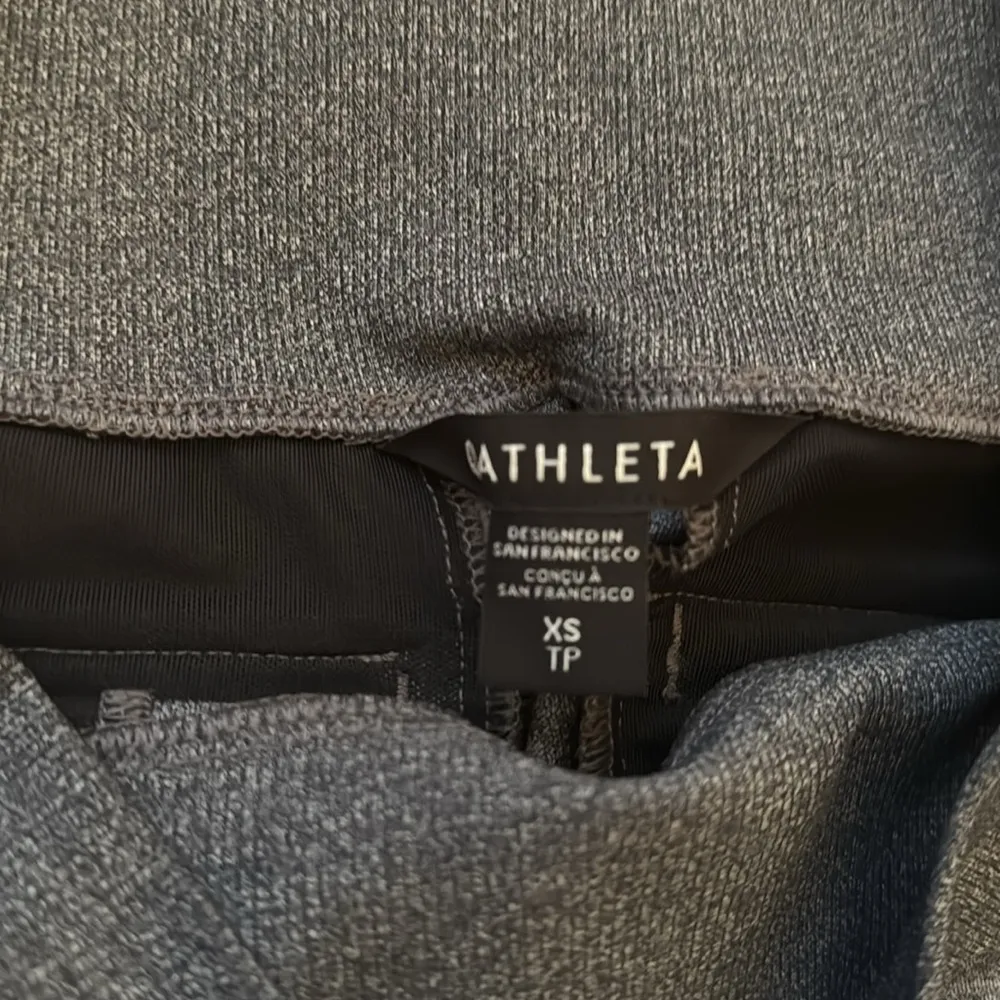 ATHLETA
DESIGNED IN
SAN FRANCISCO
CONÇU À
SAN FRANCISCO
XS
TP